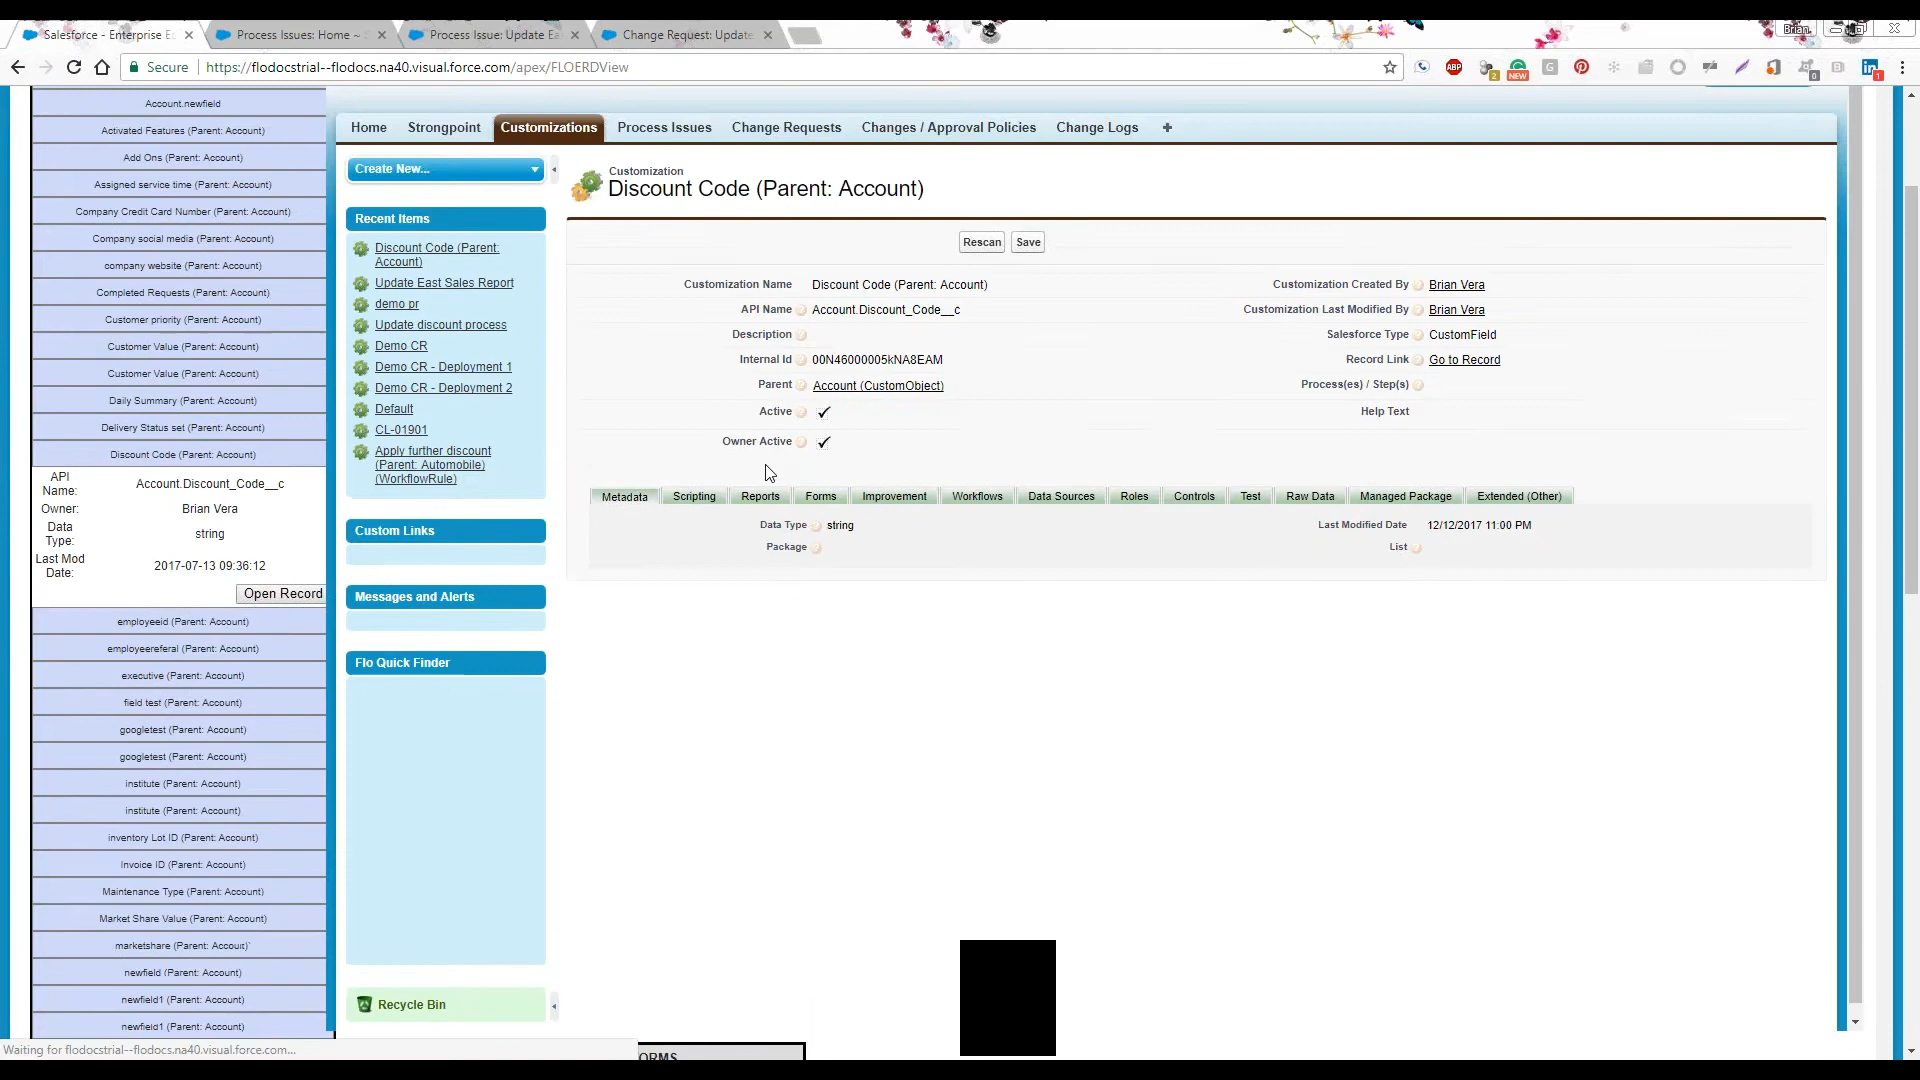 Salesforce - Enterprise E
Process Issues: Home ~ S
Process Issue: Update Ea
Change Request: Update
Brian
Secure
https://flodocstrial--flodocs.na40.visual.force.com/apex/FLOERDView
ABP
2
NEW
0
1
Account.newfield
Activated Features (Parent: Account)
Add Ons (Parent: Account)
Assigned service time (Parent: Account)
Company Credit Card Number (Parent: Account)
Company social media (Parent: Account)
company website (Parent: Account)
Completed Requests (Parent: Account)
Customer priority (Parent: Account)
Customer Value (Parent: Account)
Customer Value (Parent: Account)
Daily Summary (Parent: Account)
Delivery Status set (Parent: Account)
Discount Code (Parent: Account)
API Name: Account.Discount_Code__c
Owner: Brian Vera
Data Type: string
Last Mod Date: 2017-07-13 09:36:12
Open Record
employeeid (Parent: Account)
employeereferal (Parent: Account)
executive (Parent: Account)
field test (Parent: Account)
googletest (Parent: Account)
googletest (Parent: Account)
institute (Parent: Account)
institute (Parent: Account)
inventory Lot ID (Parent: Account)
Invoice ID (Parent: Account)
Maintenance Type (Parent: Account)
Market Share Value (Parent: Account)
marketshare (Parent: Account)
newfield (Parent: Account)
newfield1 (Parent: Account)
newfield1 (Parent: Account)
Waiting for flodocstrial--flodocs.na40.visual.force.com...
Home Strongpoint Customizations Process Issues Change Requests Changes / Approval Policies Change Logs +
Create New...
Recent Items
Discount Code (Parent:
Account)
Update East Sales Report
demo pr
Update discount process
Demo CR
Demo CR - Deployment 1
Demo CR - Deployment 2
Default
CL-01901
Apply further discount
(Parent: Automobile)
(WorkflowRule)
Custom Links
Messages and Alerts
Flo Quick Finder
Recycle Bin
Customization
Discount Code (Parent: Account)
Rescan Save
Customization Name Discount Code (Parent: Account) Customization Created By Brian Vera
API Name Account.Discount_Code__c Customization Last Modified By Brian Vera
Description Salesforce Type CustomField
Internal Id 00N46000005kNA8EAM Record Link Go to Record
Parent Account (CustomObject) Process(es) / Step(s)
Active Help Text
Owner Active
Metadata Scripting Reports Forms Improvement Workflows Data Sources Roles Controls Test Raw Data Managed Package Extended (Other)
Data Type string Last Modified Date 12/12/2017 11:00 PM
Package List